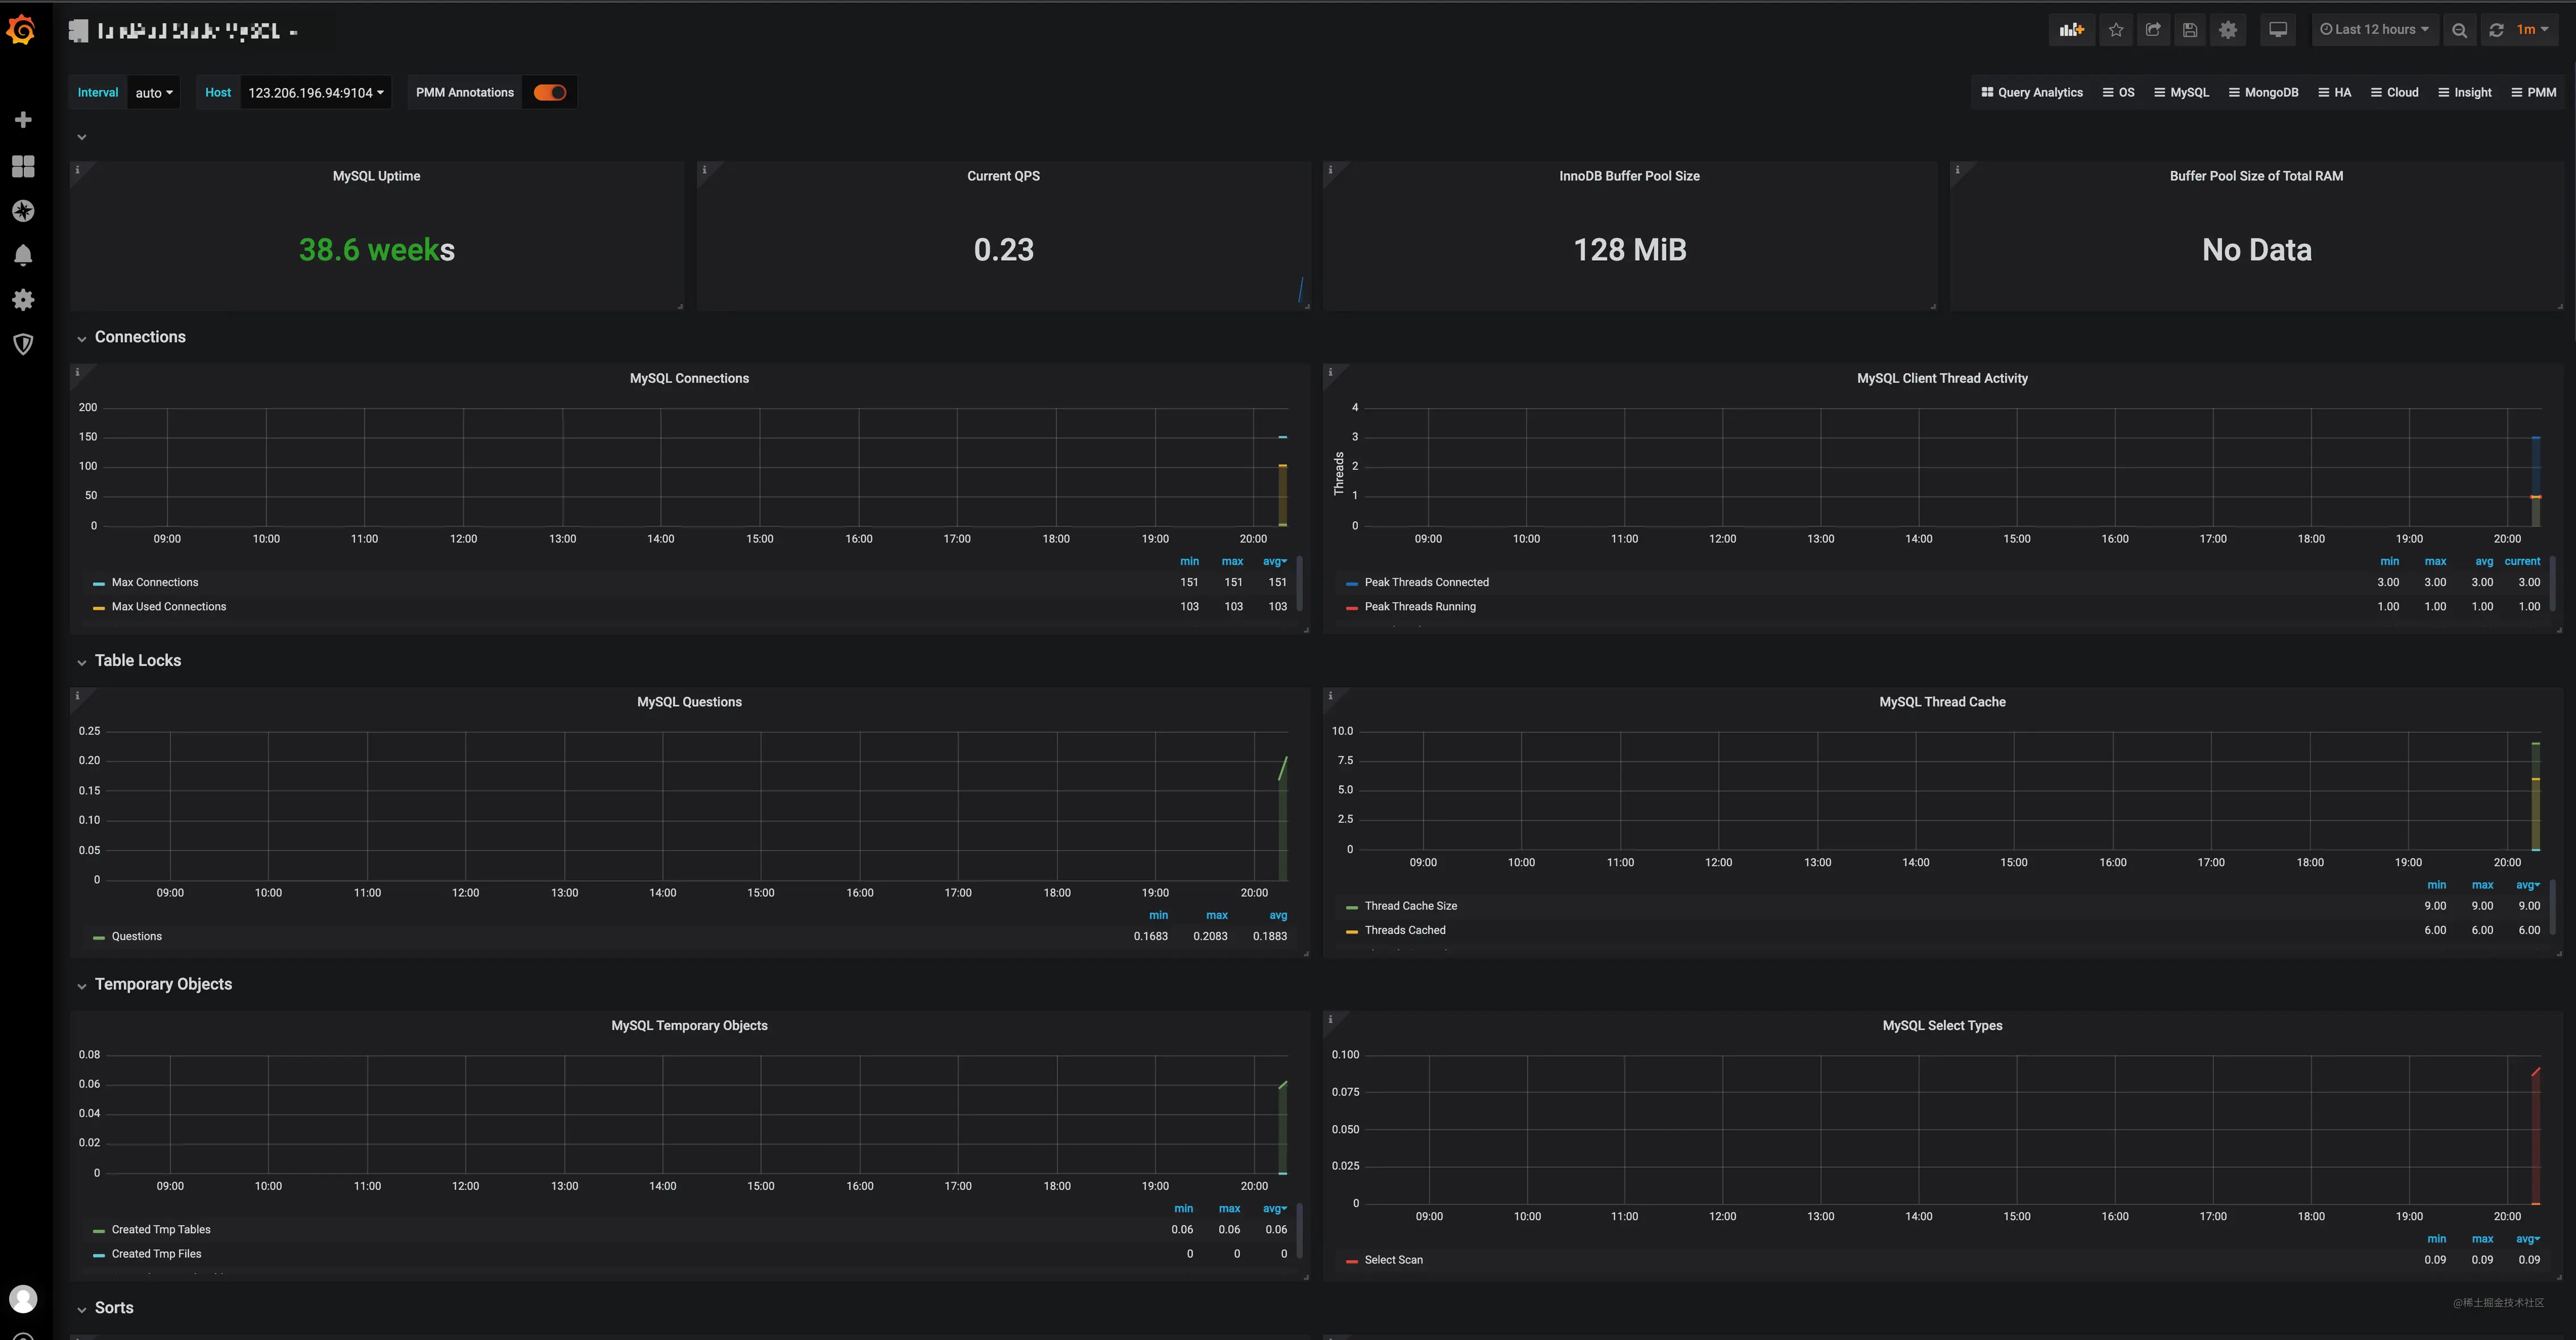 Last 12 hours 1m
Interval auto Host 123.206.196.94:9104 PMM Annotations Query Analytics OS MySQL MongoDB HA Cloud Insight PMM
MySQL Uptime
38.6 weeks
Current QPS
0.23
InnoDB Buffer Pool Size
128 MiB
Buffer Pool Size of Total RAM
No Data
Connections
MySQL Connections
200
150
100
50
0
09:00 10:00 11:00 12:00 13:00 14:00 15:00 16:00 17:00 18:00 19:00 20:00
min max avg
Max Connections 151 151 151
Max Used Connections 103 103 103
MySQL Client Thread Activity
Threads
4
3
2
1
0
09:00 10:00 11:00 12:00 13:00 14:00 15:00 16:00 17:00 18:00 19:00 20:00
min max avg current
Peak Threads Connected 3.00 3.00 3.00 3.00
Peak Threads Running 1.00 1.00 1.00 1.00
Table Locks
MySQL Questions
0.25
0.20
0.15
0.10
0.05
0
09:00 10:00 11:00 12:00 13:00 14:00 15:00 16:00 17:00 18:00 19:00 20:00
min max avg
Questions 0.1683 0.2083 0.1883
MySQL Thread Cache
10.0
7.5
5.0
2.5
0
09:00 10:00 11:00 12:00 13:00 14:00 15:00 16:00 17:00 18:00 19:00 20:00
min max avg
Thread Cache Size 9.00 9.00 9.00
Threads Cached 6.00 6.00 6.00
Temporary Objects
MySQL Temporary Objects
0.08
0.06
0.04
0.02
0
09:00 10:00 11:00 12:00 13:00 14:00 15:00 16:00 17:00 18:00 19:00 20:00
min max avg
Created Tmp Tables 0.06 0.06 0.06
Created Tmp Files 0 0 0
MySQL Select Types
0.100
0.075
0.050
0.025
0
09:00 10:00 11:00 12:00 13:00 14:00 15:00 16:00 17:00 18:00 19:00 20:00
min max avg
Select Scan 0.09 0.09 0.09
Sorts
@稀土掘金技术社区